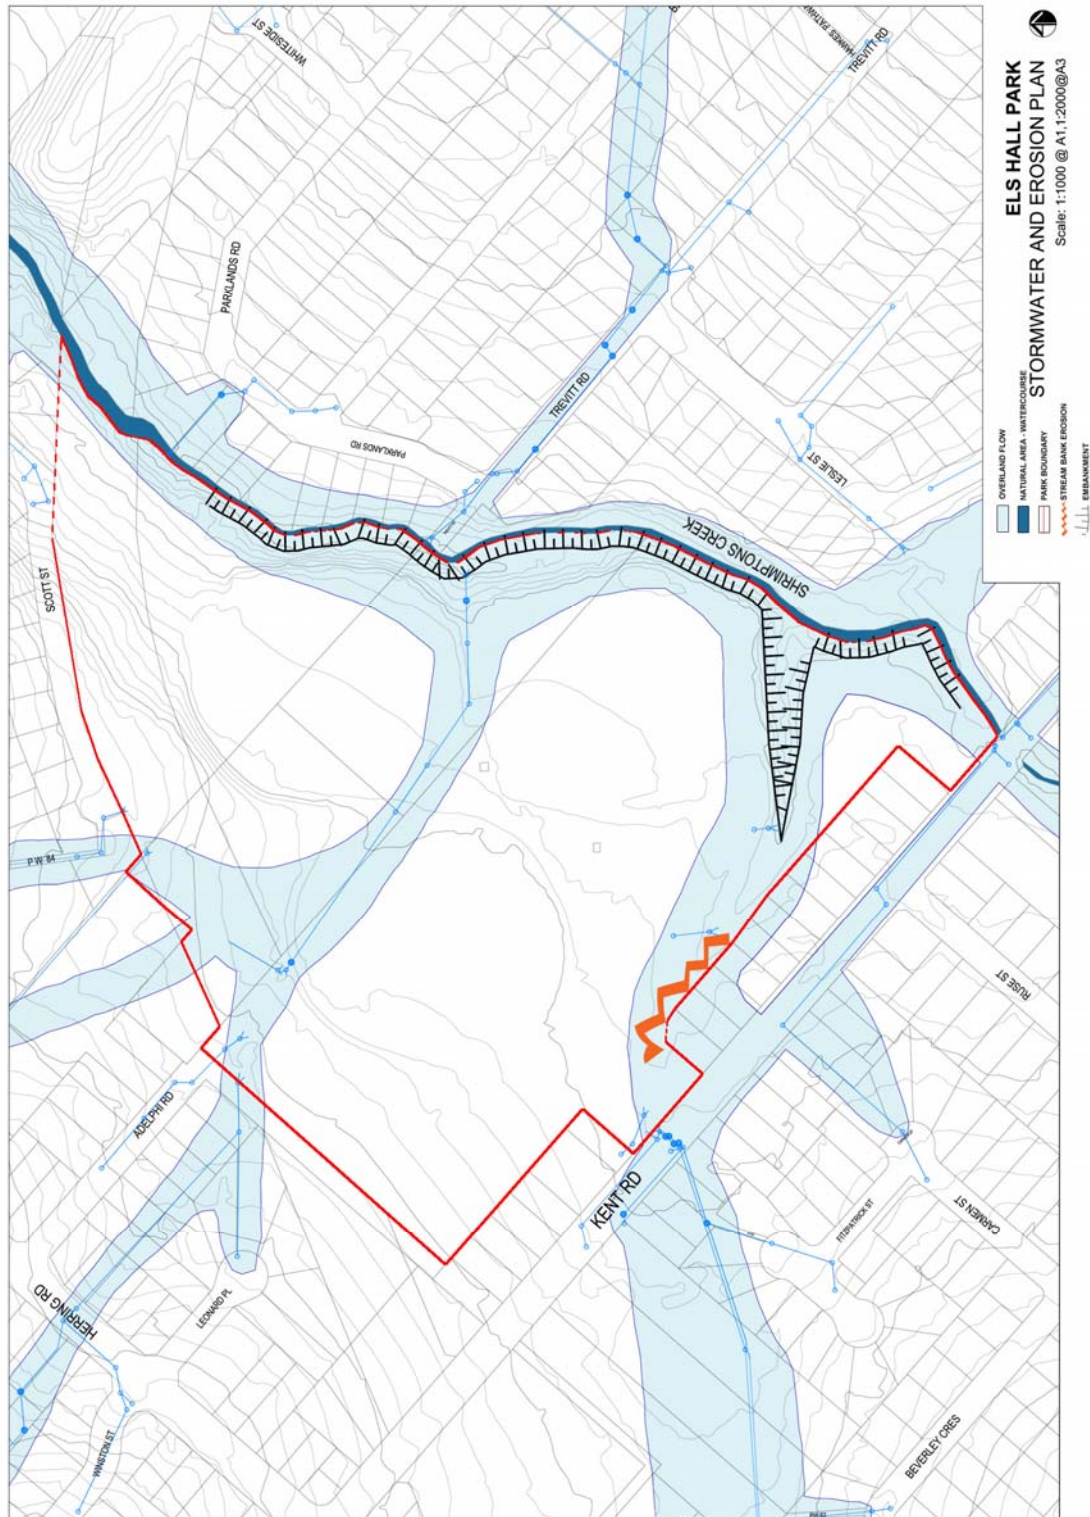 ELS HALL PARK
STORMWATER AND EROSION PLAN
Scale: 1:1000 @ A1,1:2000@A3
OVERLAND FLOW
NATURAL AREA - WATERCOURSE
PARK BOUNDARY
STREAM BANK EROSION
EMBANKMENT
WHITESIDE ST
HAWKES PATHW
TREVITT RD
PARKLANDS RD
PARKLANDS RD
TREVITT RD
LESLIE ST
SHRIMPTONS CREEK
SCOTT ST
P W 84
ADELPHI RD
HERRING RD
LEONARD PL
WINSTON ST
KENT RD
RUSE ST
CARMEN ST
FITZPATRICK ST
BEVERLEY CRES